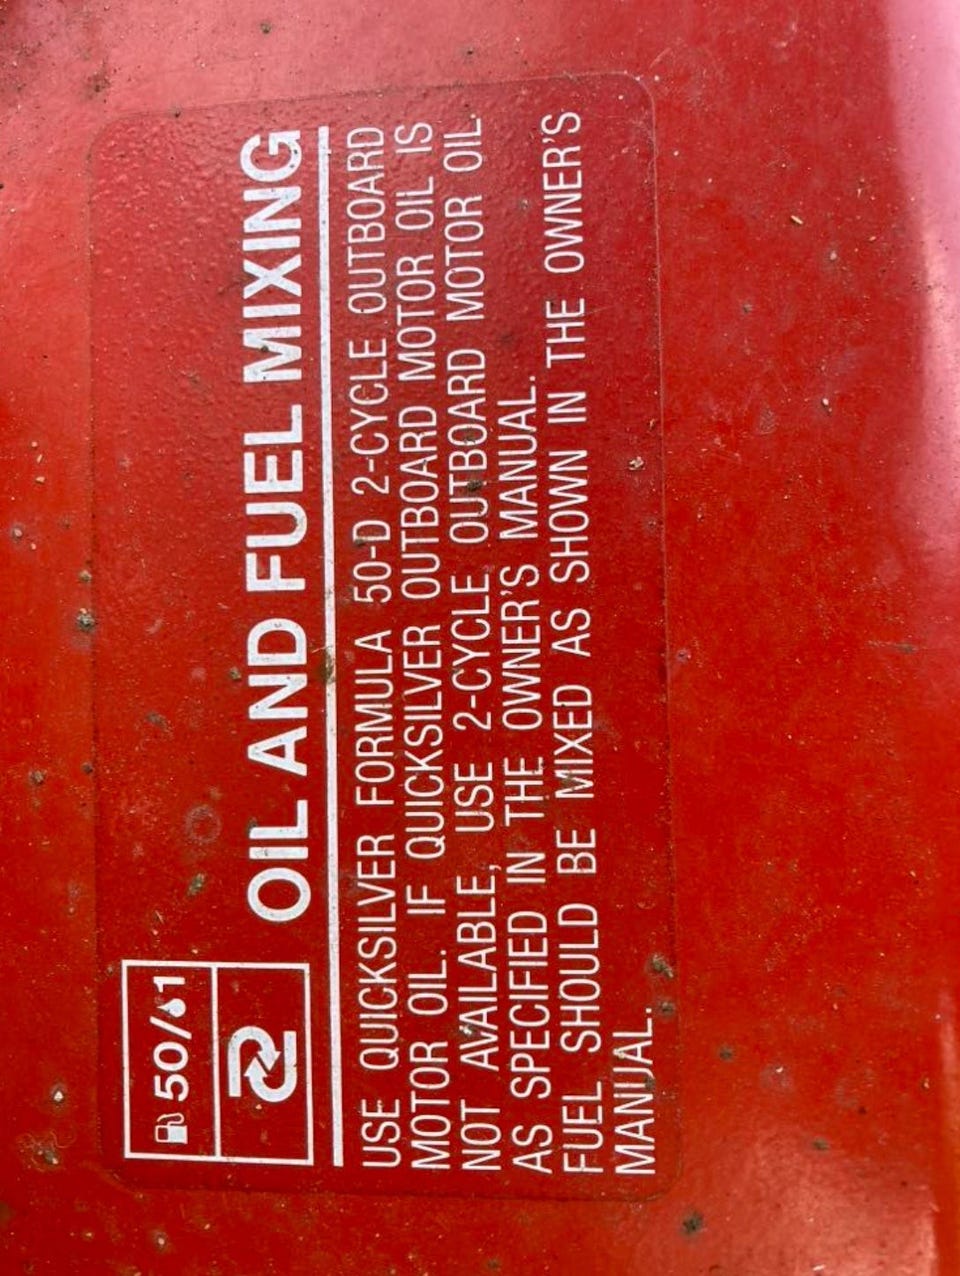 50/1
OIL AND FUEL MIXING
USE QUICKSILVER FORMULA 50-D 2-CYCLE OUTBOARD
MOTOR OIL. IF QUICKSILVER OUTBOARD MOTOR OIL IS
NOT AVAILABLE, USE 2-CYCLE OUTBOARD MOTOR OIL
AS SPECIFIED IN THE OWNER'S MANUAL.
FUEL SHOULD BE MIXED AS SHOWN IN THE OWNER'S
MANUAL.